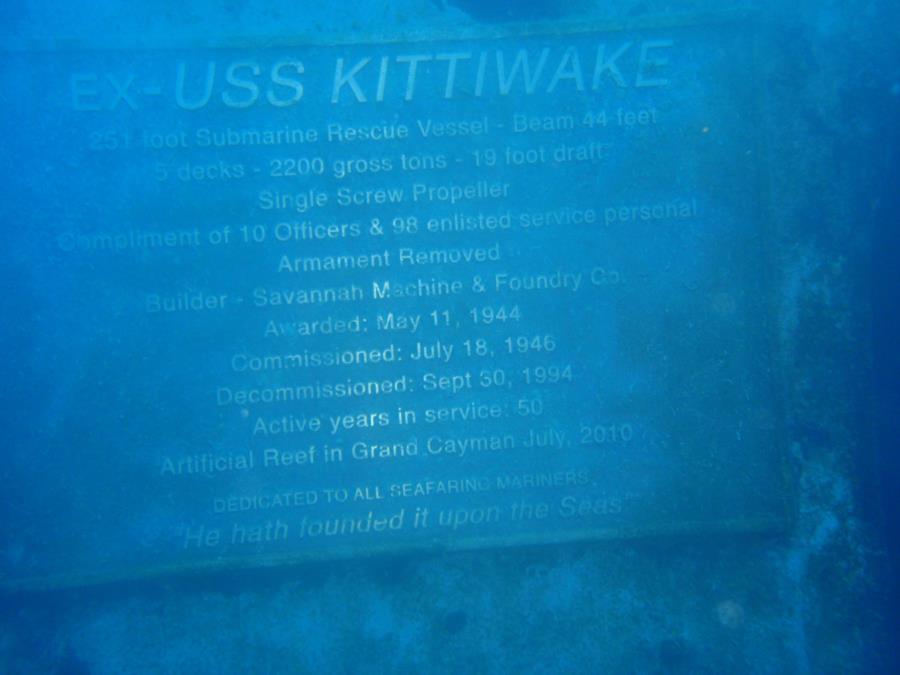 EX-USS KITTIWAKE
251 foot Submarine Rescue Vessel - Beam 44 feet
5 decks - 2200 gross tons - 19 foot draft
Single Screw Propeller
Compliment of 10 Officers & 98 enlisted service personal
Armament Removed
Builder - Savannah Machine & Foundry Co.
Awarded: May 11, 1944
Commissioned: July 18, 1946
Decommissioned: Sept 30, 1994
Active years in service: 50
Artificial Reef in Grand Cayman July, 2010
DEDICATED TO ALL SEAFARING MARINERS
"He hath founded it upon the Seas"